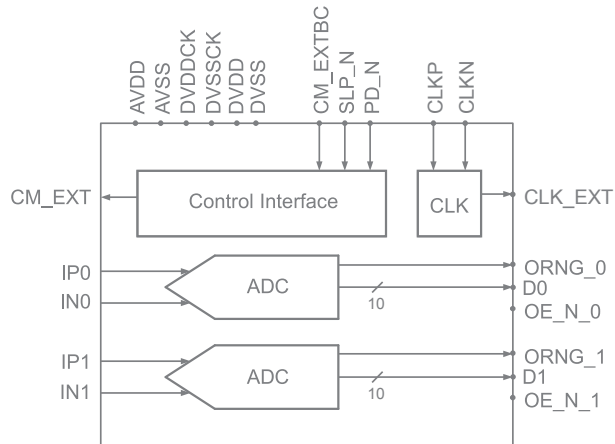 AVDD
AVSS
DVDDCK
DVSSCK
DVDD
DVSS
CM_EXTBC
SLP_N
PD_N
CLKP
CLKN
CM_EXT
Control Interface
CLK
CLK_EXT
IP0
IN0
ADC
10
ORNG_0
D0
OE_N_0
IP1
IN1
ADC
10
ORNG_1
D1
OE_N_1